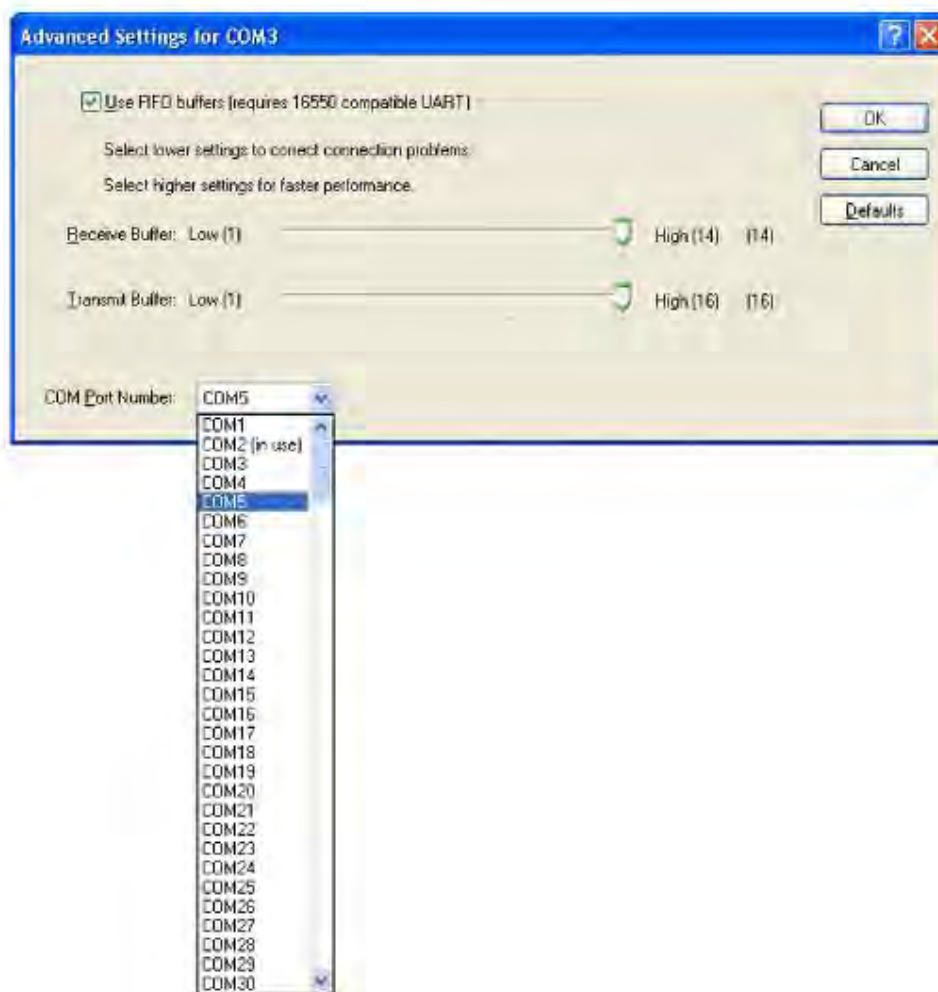 Advanced Settings for COM3
Use FIFO buffers (requires 16550 compatible UART)
OK
Select lower settings to correct connection problems.
Cancel
Select higher settings for faster performance.
Defaults
Receive Buffer: Low (1) High (14) (14)
Transmit Buffer: Low (1) High (16) (16)
COM Port Number: COM5
COM1
COM2 (in use)
COM3
COM4
COM5
COM6
COM7
COM8
COM9
COM10
COM11
COM12
COM13
COM14
COM15
COM16
COM17
COM18
COM19
COM20
COM21
COM22
COM23
COM24
COM25
COM26
COM27
COM28
COM29
COM30